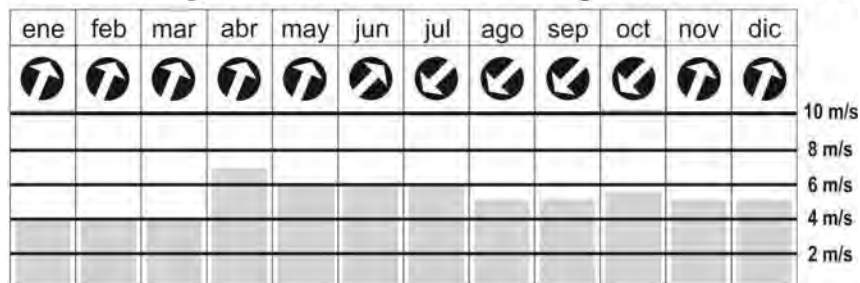 ene feb mar abr may jun jul ago sep oct nov dic
10 m/s
8 m/s
6 m/s
4 m/s
2 m/s